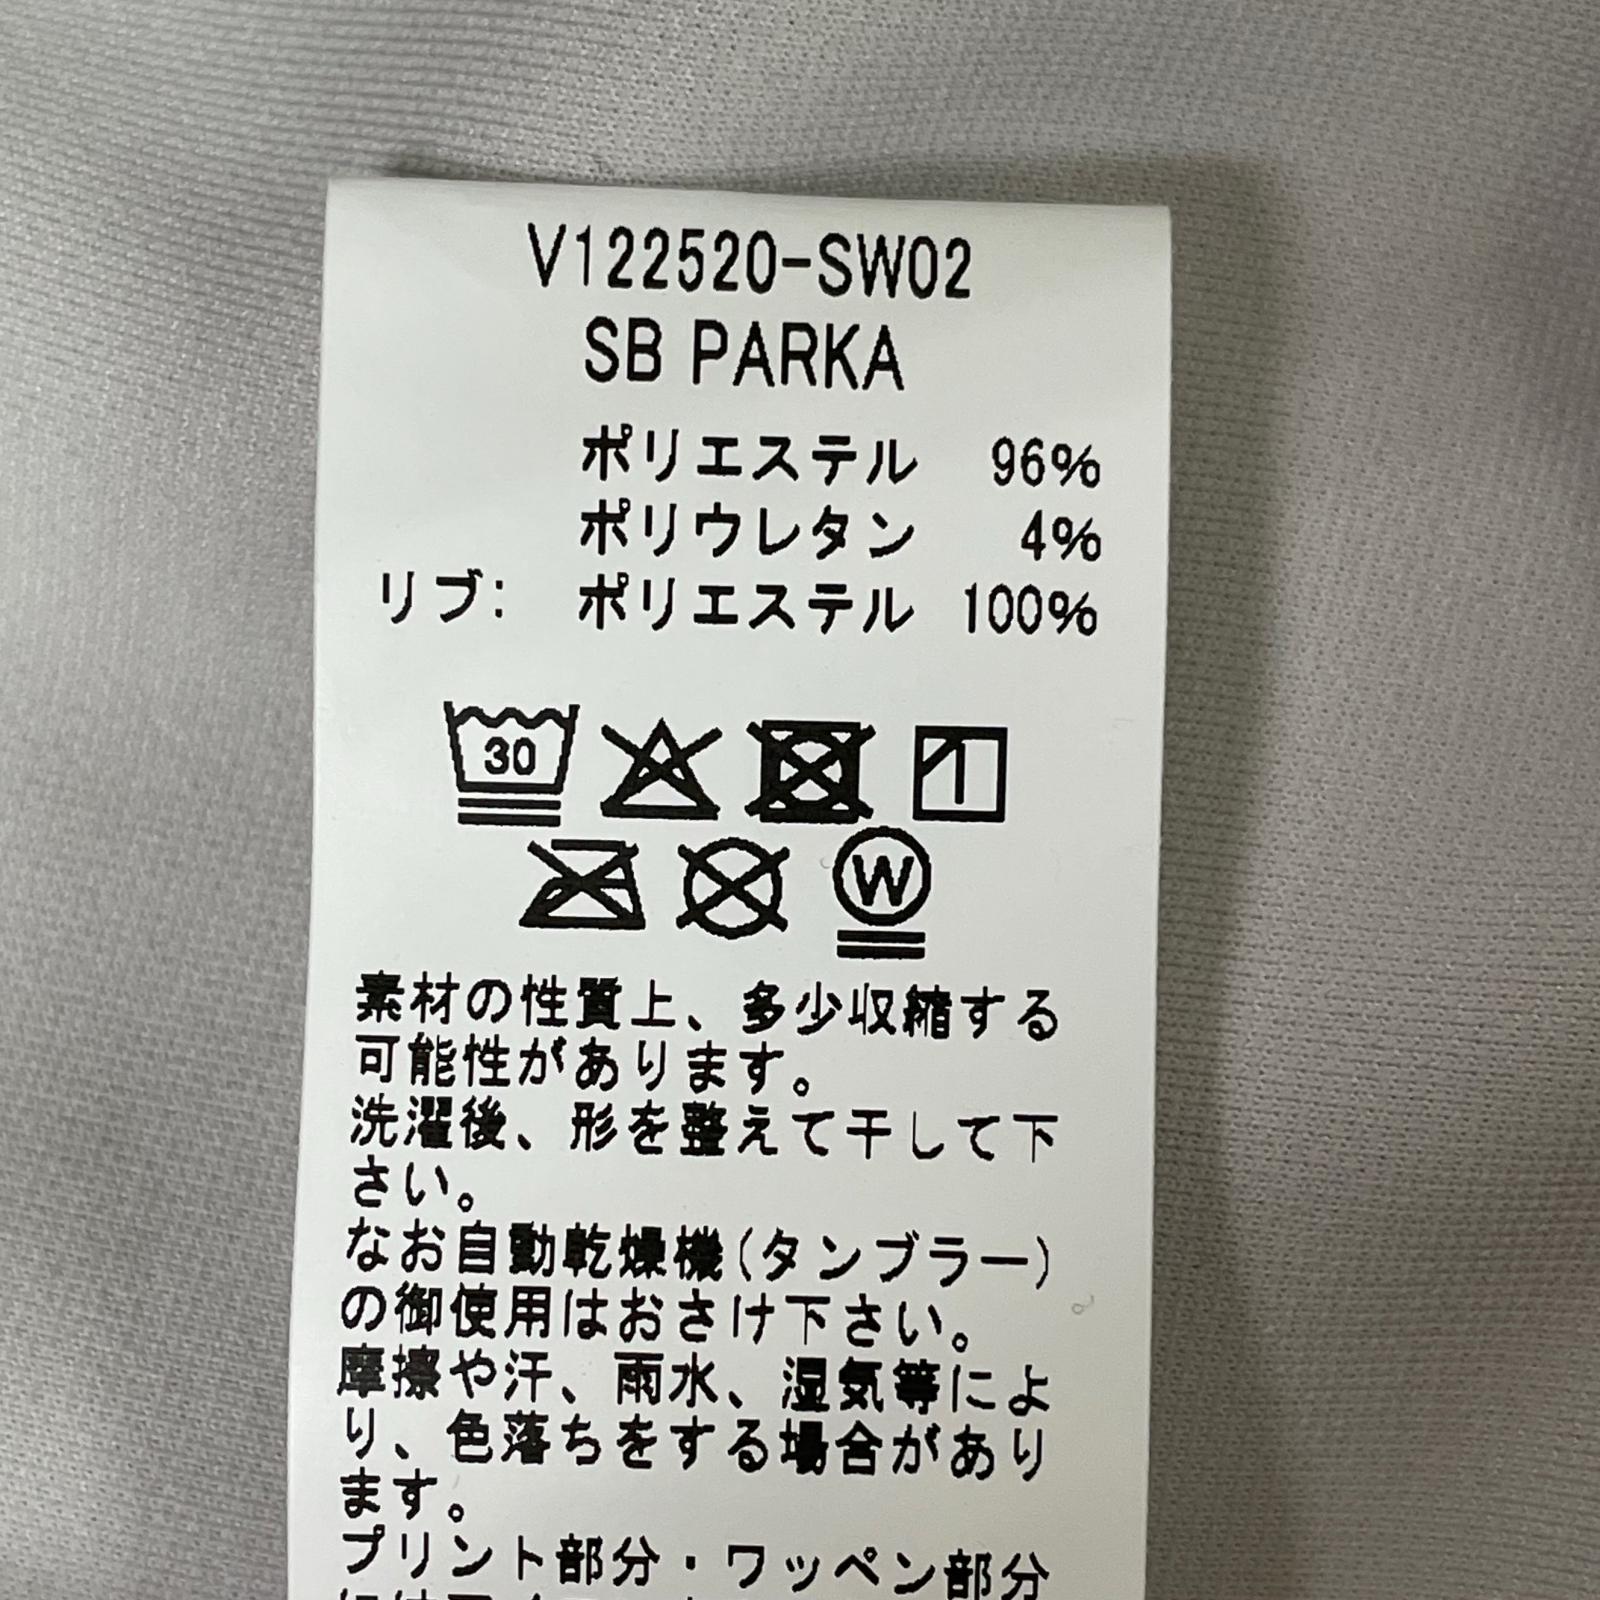 V122520-SW02
SB PARKA
ポリエステル 96%
ポリウレタン 4%
リブ: ポリエステル 100%
30
W
素材の性質上、多少収縮する
可能性があります。
洗濯後、形を整えて干して下
さい。
なお自動乾燥機(タンブラー)
の御使用はおさけ下さい。
摩擦や汗、雨水、湿気等によ
り、色落ちをする場合があり
ます。
プリント部分・ワッペン部分